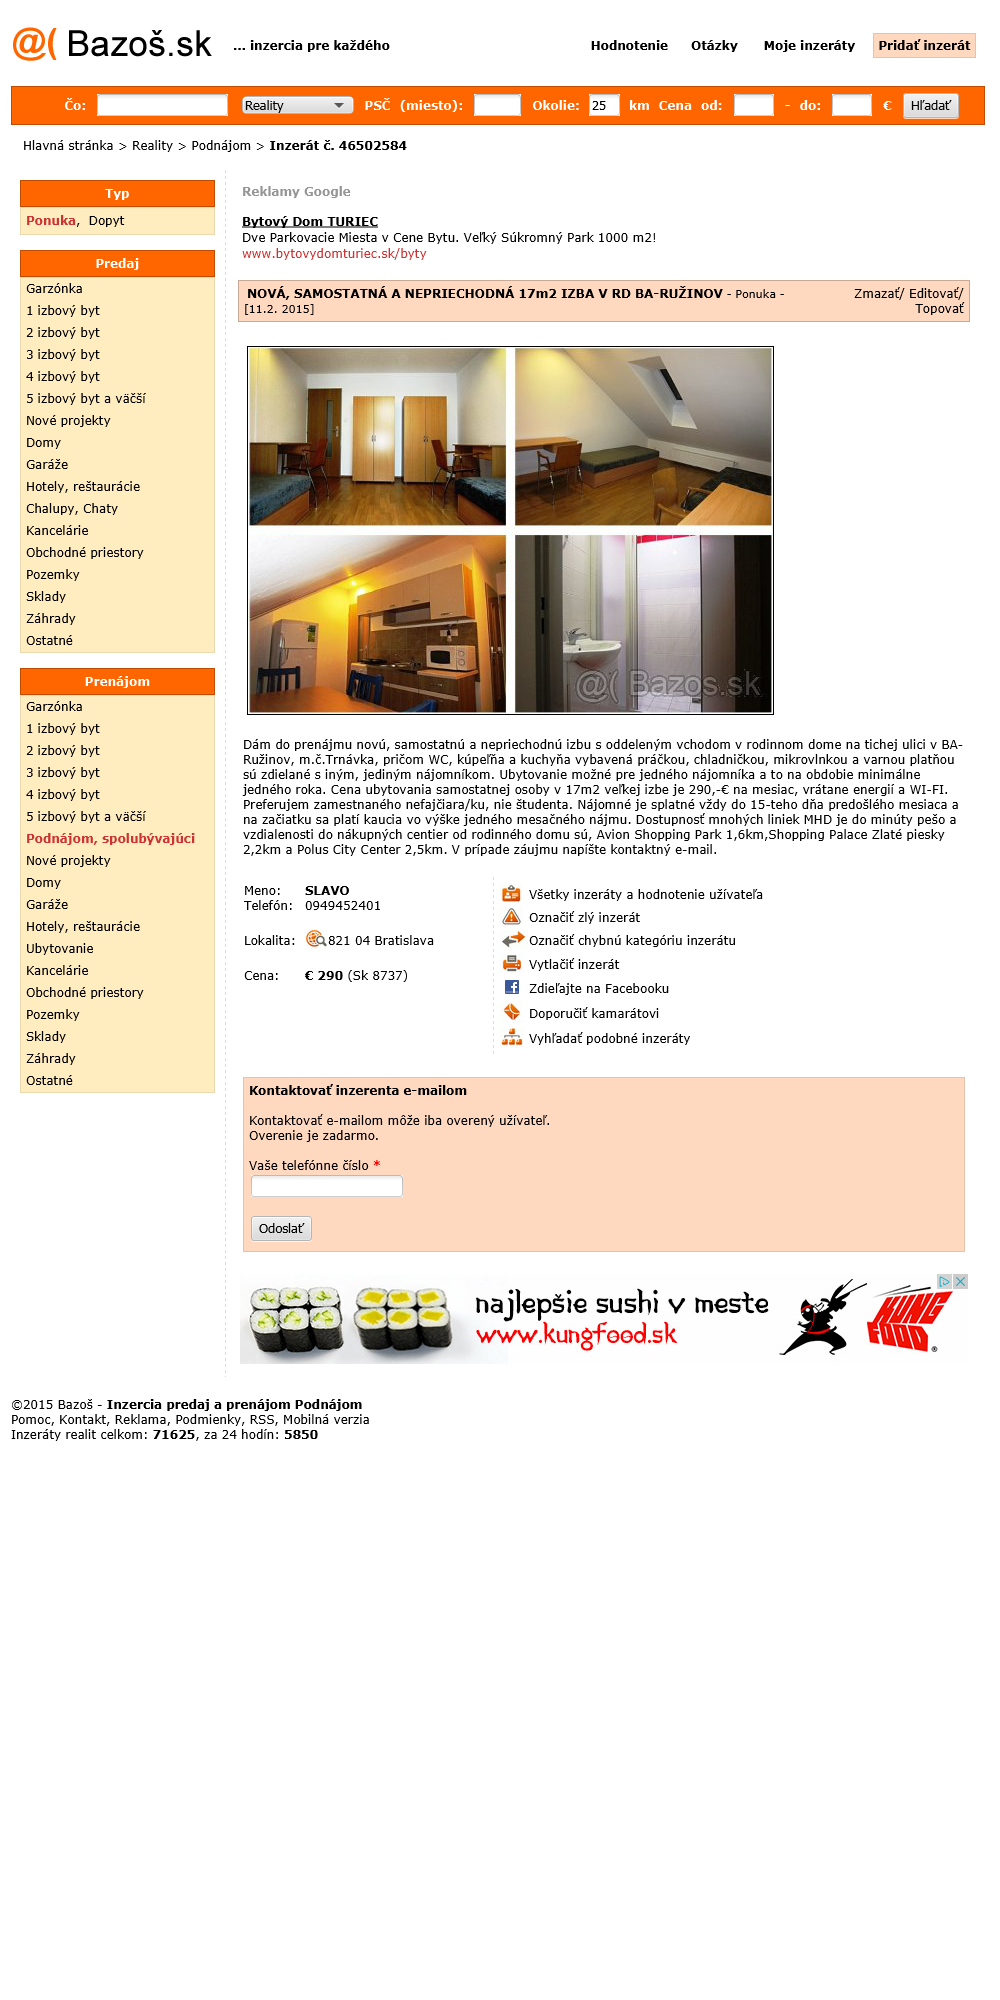 @( Bazoš.sk ... inzercia pre každého Hodnotenie Otázky Moje inzeráty Pridať inzerát
Čo: Reality PSČ (miesto): Okolie: 25 km Cena od: - do: € Hľadať
Hlavná stránka > Reality > Podnájom > Inzerát č. 46502584
Typ
Ponuka, Dopyt
Predaj
Garzónka
1 izbový byt
2 izbový byt
3 izbový byt
4 izbový byt
5 izbový byt a väčší
Nové projekty
Domy
Garáže
Hotely, reštaurácie
Chalupy, Chaty
Kancelárie
Obchodné priestory
Pozemky
Sklady
Záhrady
Ostatné
Prenájom
Garzónka
1 izbový byt
2 izbový byt
3 izbový byt
4 izbový byt
5 izbový byt a väčší
Podnájom, spolubývajúci
Nové projekty
Domy
Garáže
Hotely, reštaurácie
Ubytovanie
Kancelárie
Obchodné priestory
Pozemky
Sklady
Záhrady
Ostatné
Reklamy Google
Bytový Dom TURIEC
Dve Parkovacie Miesta v Cene Bytu. Veľký Súkromný Park 1000 m2!
www.bytovydomturiec.sk/byty
NOVÁ, SAMOSTATNÁ A NEPRIECHODNÁ 17m2 IZBA V RD BA-RUŽINOV - Ponuka -
[11.2. 2015]
Zmazať/ Editovať/
Topovať
@( Bazos.sk
Dám do prenájmu novú, samostatnú a nepriechodnú izbu s oddeleným vchodom v rodinnom dome na tichej ulici v BA-
Ružinov, m.č.Trnávka, pričom WC, kúpeľňa a kuchyňa vybavená práčkou, chladničkou, mikrovlnkou a varnou platňou
sú zdielané s iným, jediným nájomníkom. Ubytovanie možné pre jedného nájomníka a to na obdobie minimálne
jedného roka. Cena ubytovania samostatnej osoby v 17m2 veľkej izbe je 290,-€ na mesiac, vrátane energií a WI-FI.
Preferujem zamestnaného nefajčiara/ku, nie študenta. Nájomné je splatné vždy do 15-teho dňa predošlého mesiaca a
na začiatku sa platí kaucia vo výške jedného mesačného nájmu. Dostupnosť mnohých liniek MHD je do minúty pešo a
vzdialenosti do nákupných centier od rodinného domu sú, Avion Shopping Park 1,6km,Shopping Palace Zlaté piesky
2,2km a Polus City Center 2,5km. V prípade záujmu napíšte kontaktný e-mail.
Meno: SLAVO
Telefón: 0949452401
Lokalita: 821 04 Bratislava
Cena: € 290 (Sk 8737)
Všetky inzeráty a hodnotenie užívateľa
Označiť zlý inzerát
Označiť chybnú kategóriu inzerátu
Vytlačiť inzerát
Zdieľajte na Facebooku
Doporučiť kamarátovi
Vyhľadať podobné inzeráty
Kontaktovať inzerenta e-mailom
Kontaktovať e-mailom môže iba overený užívateľ.
Overenie je zadarmo.
Vaše telefónne číslo *
Odoslať
najlepšie sushi v meste
www.kungfood.sk
KUNG
FOOD ®
©2015 Bazoš - Inzercia predaj a prenájom Podnájom
Pomoc, Kontakt, Reklama, Podmienky, RSS, Mobilná verzia
Inzeráty realit celkom: 71625, za 24 hodín: 5850